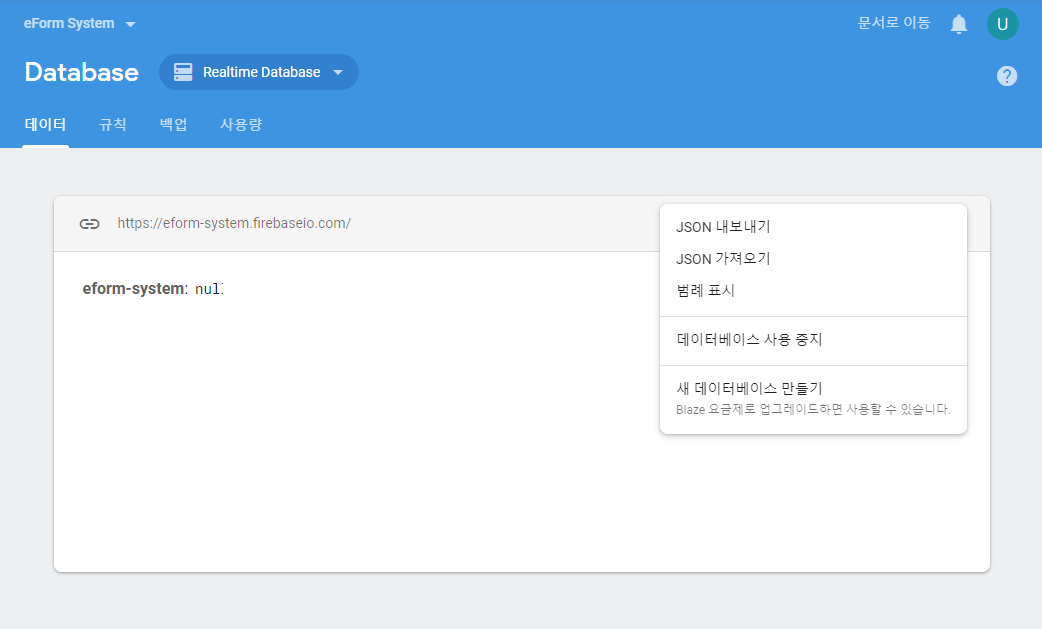 eForm System
문서로 이동
U
Database
Realtime Database
?
데이터 규칙 백업 사용량
https://eform-system.firebaseio.com/
eform-system: null
JSON 내보내기
JSON 가져오기
범례 표시
데이터베이스 사용 중지
새 데이터베이스 만들기
Blaze 요금제로 업그레이드하면 사용할 수 있습니다.